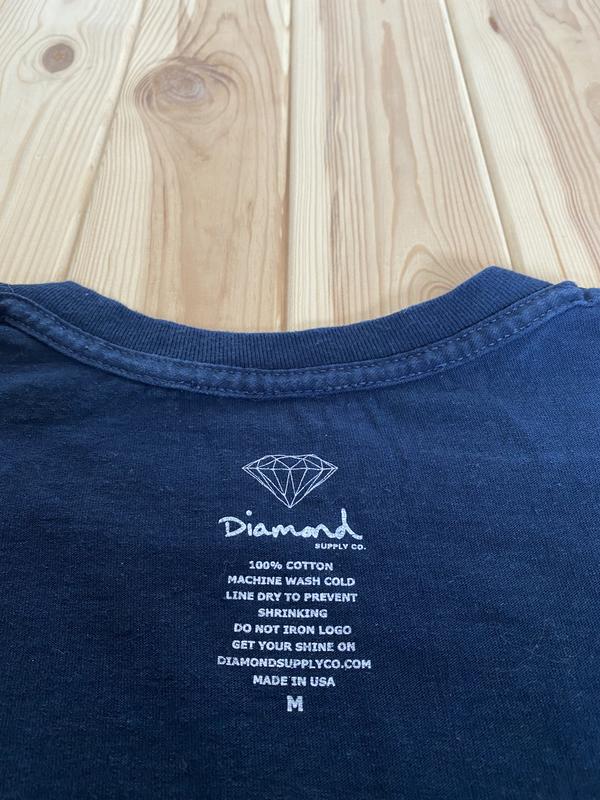 Diamond
SUPPLY CO.
100% COTTON
MACHINE WASH COLD
LINE DRY TO PREVENT
SHRINKING
DO NOT IRON LOGO
GET YOUR SHINE ON
DIAMONDSUPPLYCO.COM
MADE IN USA
M